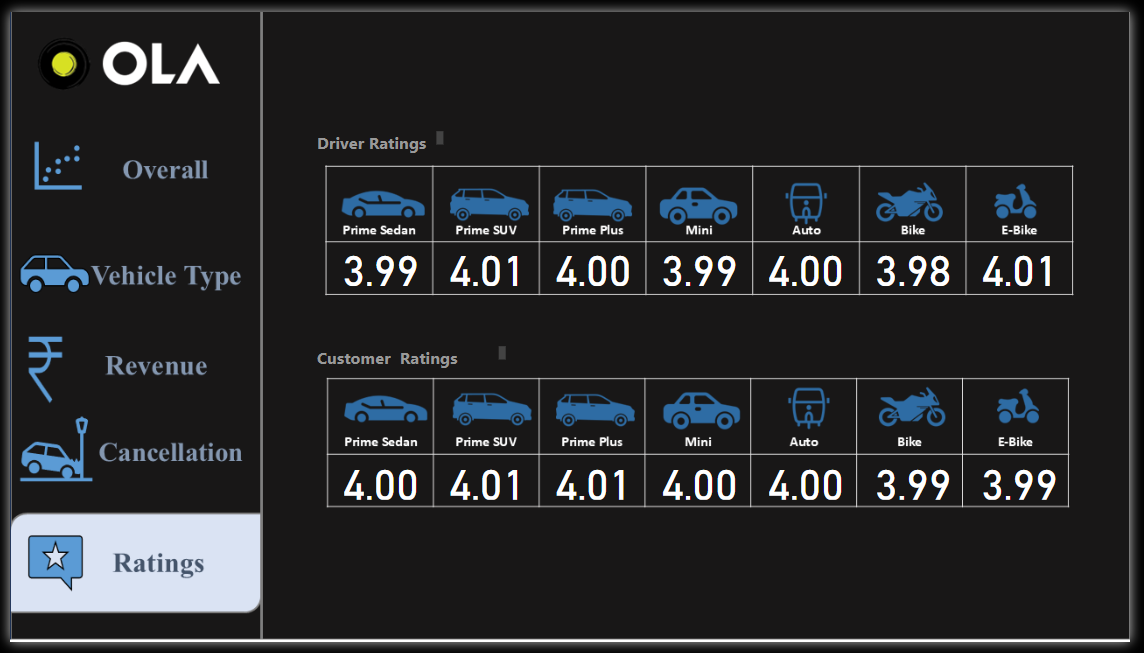 OLA
Overall
Vehicle Type
Revenue
Cancellation
Ratings
Driver Ratings
Prime Sedan Prime SUV Prime Plus Mini Auto Bike E-Bike
3.99 4.01 4.00 3.99 4.00 3.98 4.01
Customer Ratings
Prime Sedan Prime SUV Prime Plus Mini Auto Bike E-Bike
4.00 4.01 4.01 4.00 4.00 3.99 3.99